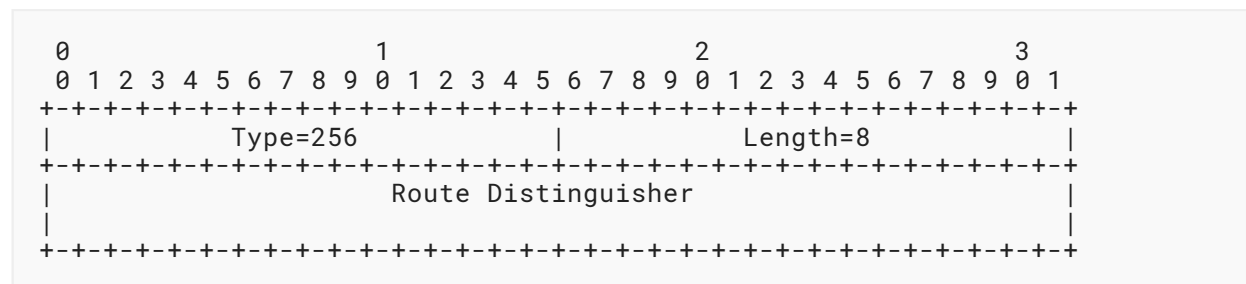 0                   1                   2                   3
 0 1 2 3 4 5 6 7 8 9 0 1 2 3 4 5 6 7 8 9 0 1 2 3 4 5 6 7 8 9 0 1
+-+-+-+-+-+-+-+-+-+-+-+-+-+-+-+-+-+-+-+-+-+-+-+-+-+-+-+-+-+-+-+-+
|           Type=256            |           Length=8            |
+-+-+-+-+-+-+-+-+-+-+-+-+-+-+-+-+-+-+-+-+-+-+-+-+-+-+-+-+-+-+-+-+
|                     Route Distinguisher                       |
|                                                               |
+-+-+-+-+-+-+-+-+-+-+-+-+-+-+-+-+-+-+-+-+-+-+-+-+-+-+-+-+-+-+-+-+